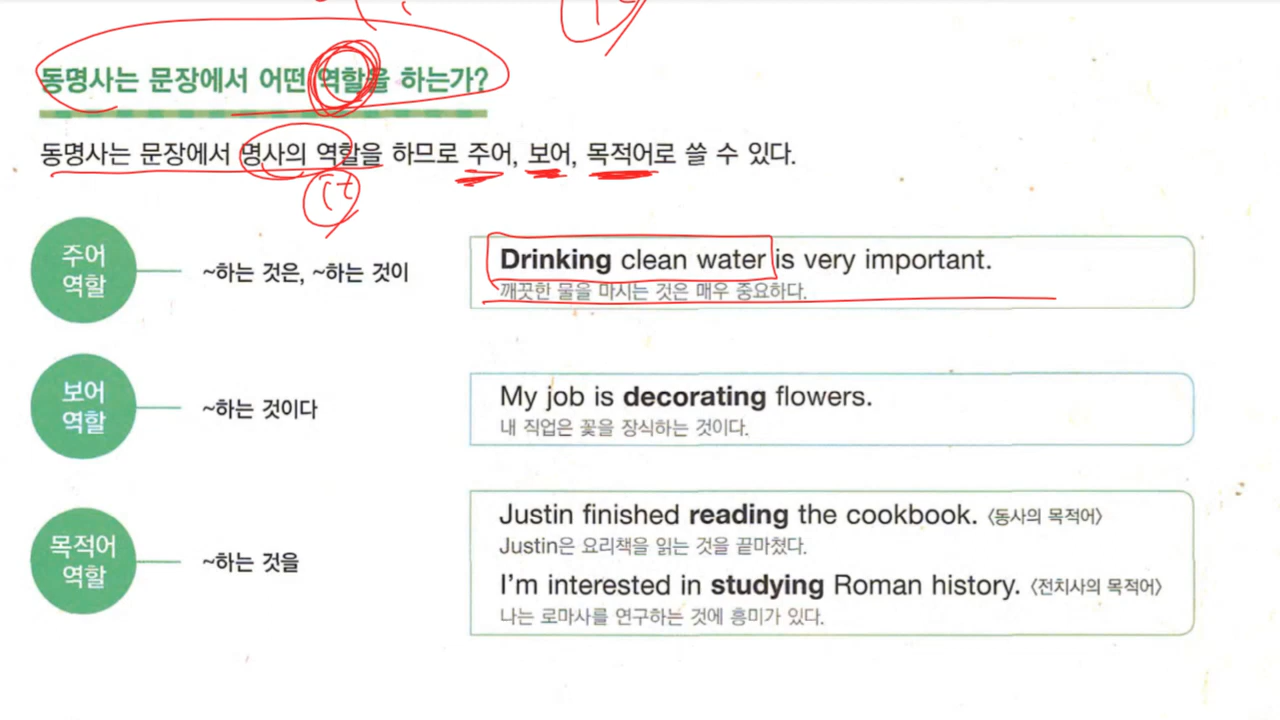 동명사는 문장에서 어떤 역할을 하는가?
동명사는 문장에서 명사의 역할을 하므로 주어, 보어, 목적어로 쓸 수 있다.
it
주어
역할
~하는 것은, ~하는 것이
Drinking clean water is very important.
깨끗한 물을 마시는 것은 매우 중요하다.
보어
역할
~하는 것이다
My job is decorating flowers.
내 직업은 꽃을 장식하는 것이다.
목적어
역할
~하는 것을
Justin finished reading the cookbook. 〈동사의 목적어〉
Justin은 요리책을 읽는 것을 끝마쳤다.
I'm interested in studying Roman history. 〈전치사의 목적어〉
나는 로마사를 연구하는 것에 흥미가 있다.